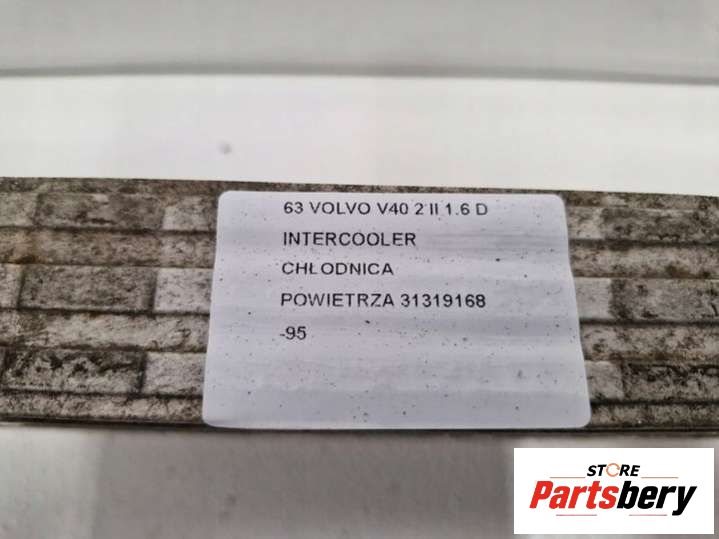 63 VOLVO V40 2 II 1.6 D
INTERCOOLER
CHŁODNICA
POWIETRZA 31319168
-95
STORE
Partsbery